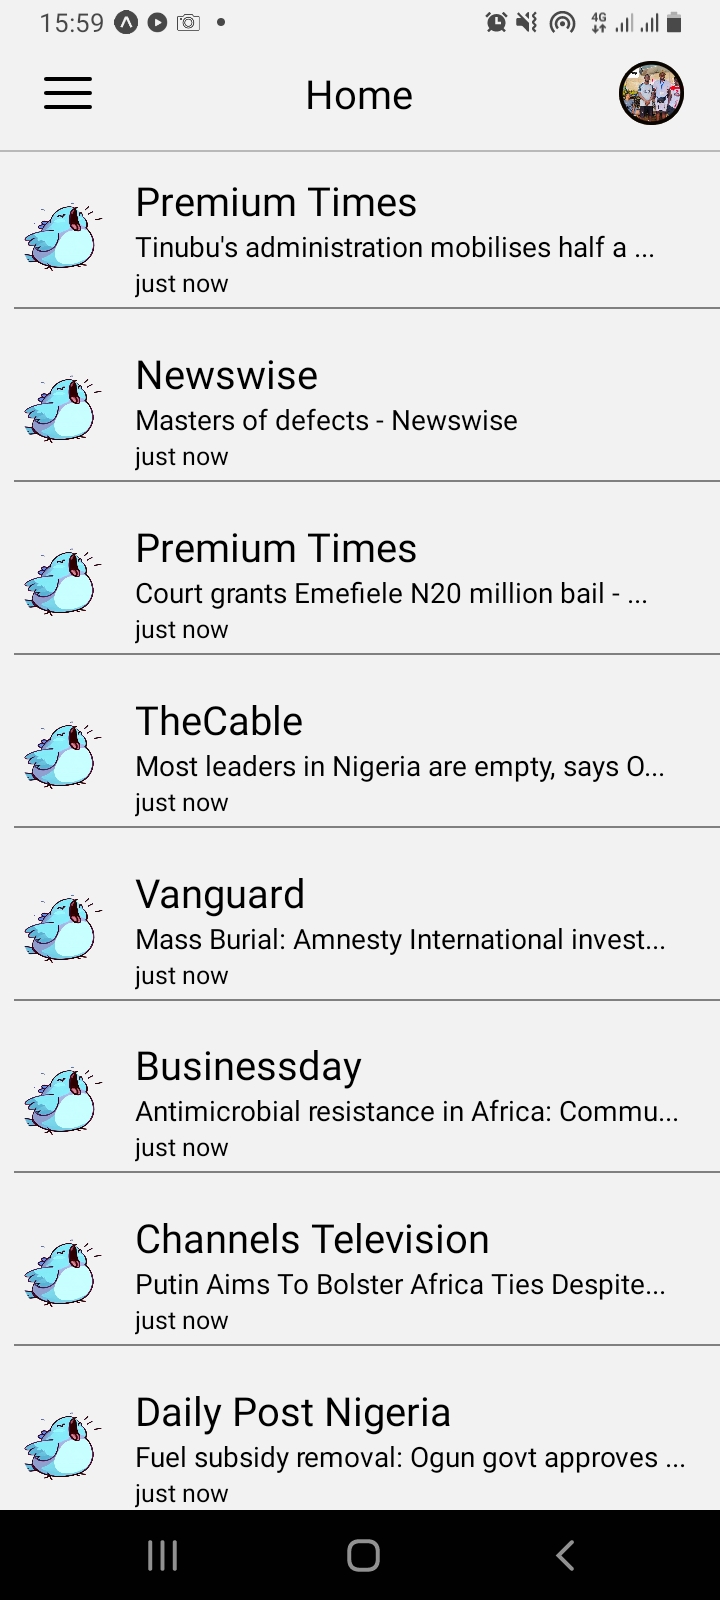 15:59
4G
Home
Premium Times
Tinubu's administration mobilises half a ...
just now
Newswise
Masters of defects - Newswise
just now
Premium Times
Court grants Emefiele N20 million bail - ...
just now
TheCable
Most leaders in Nigeria are empty, says O...
just now
Vanguard
Mass Burial: Amnesty International invest...
just now
Businessday
Antimicrobial resistance in Africa: Commu...
just now
Channels Television
Putin Aims To Bolster Africa Ties Despite...
just now
Daily Post Nigeria
Fuel subsidy removal: Ogun govt approves ...
just now